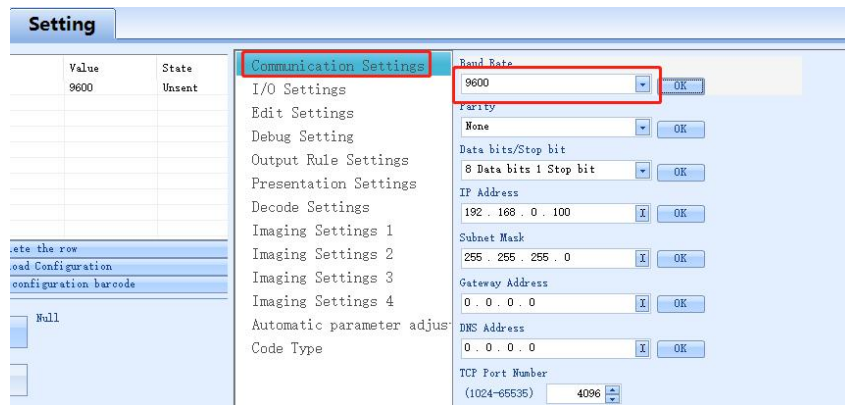 Setting
Value State
9600 Unsent
ete the row
oad Configuration
configuration barcode
Null
Communication Settings
I/O Settings
Edit Settings
Debug Setting
Output Rule Settings
Presentation Settings
Decode Settings
Imaging Settings 1
Imaging Settings 2
Imaging Settings 3
Imaging Settings 4
Automatic parameter adjus
Code Type
Baud Rate
9600 OK
Parity
None OK
Data bits/Stop bit
8 Data bits 1 Stop bit OK
IP Address
192 . 168 . 0 . 100 I OK
Subnet Mask
255 . 255 . 255 . 0 I OK
Gateway Address
0 . 0 . 0 . 0 I OK
DNS Address
0 . 0 . 0 . 0 I OK
TCP Port Number
(1024-65535) 4096